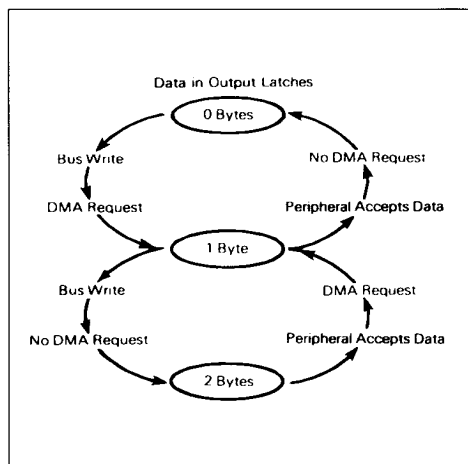 Data in Output Latches
0 Bytes
Bus Write
No DMA Request
DMA Request
Peripheral Accepts Data
1 Byte
Bus Write
DMA Request
No DMA Request
Peripheral Accepts Data
2 Bytes